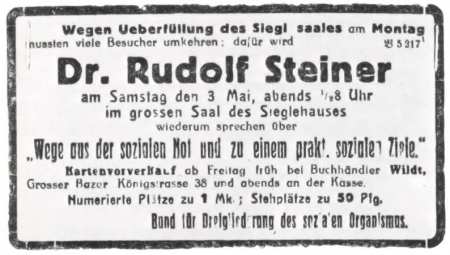 Wegen Ueberfüllung des Siegl saales am Montag
mussten viele Besucher umkehren; dafür wird B 5317
Dr. Rudolf Steiner
am Samstag den 3 Mai, abends ½8 Uhr
im grossen Saal des Sieglehauses
wiederum sprechen über
„Wege aus der sozialen Not und zu einem prakt. sozialen Ziele."
Kartenvorverkauf ab Freitag früh bei Buchhändler Wildt,
Grosser Bazar Königstrasse 38 und abends an der Kasse.
Numerierte Plätze zu 1 Mk; Stehplätze zu 50 Pfg.
Bund für Dreigliederung des sozialen Organismus.